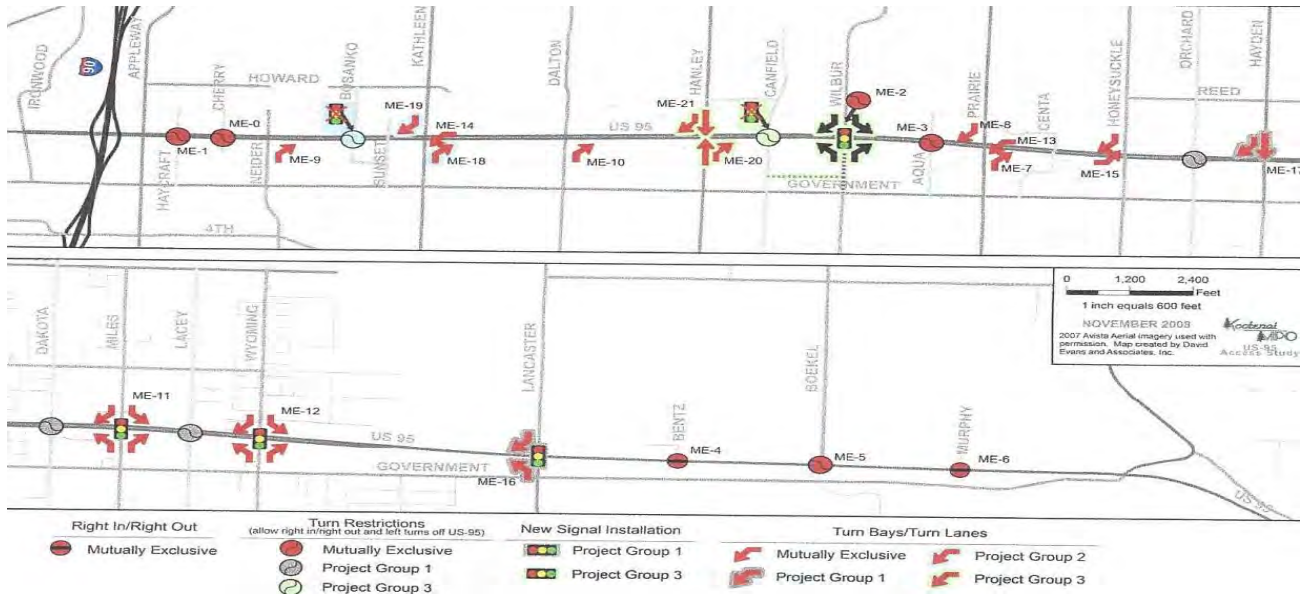 IRONWOOD
90
APPLEWAY
CHERRY
HOWARD
BOSANKO
KATHLEEN
DALTON
HANLEY
CANFIELD
WILBUR
PRAIRIE
CENTA
HONEYSUCKLE
ORCHARD
HAYDEN
REED
ME-19
ME-21
ME-2
ME-0
ME-14
US 95
ME-3
ME-8
ME-1
ME-9
ME-18
ME-10
ME-20
ME-13
ME-7
ME-15
ME-17
HAYCRAFT
NEIDER
SUNSET
GOVERNMENT
AQUA
4TH
DAKOTA
MILES
LACEY
WYOMING
LANCASTER
BOEKEL
BENTZ
MURPHY
ME-11
ME-12
US 95
GOVERNMENT
ME-16
ME-4
ME-5
ME-6
US 95
0 1,200 2,400
Feet
1 inch equals 600 feet
NOVEMBER 2008
2007 Avista Aerial imagery used with
permission. Map created by David
Evans and Associates, Inc.
Kootenai
MPO
US-95
Access Study
Right In/Right Out
Mutually Exclusive
Turn Restrictions
(allow right in/right out and left turns off US-95)
Mutually Exclusive
Project Group 1
Project Group 3
New Signal Installation
Project Group 1
Project Group 3
Turn Bays/Turn Lanes
Mutually Exclusive
Project Group 1
Project Group 2
Project Group 3